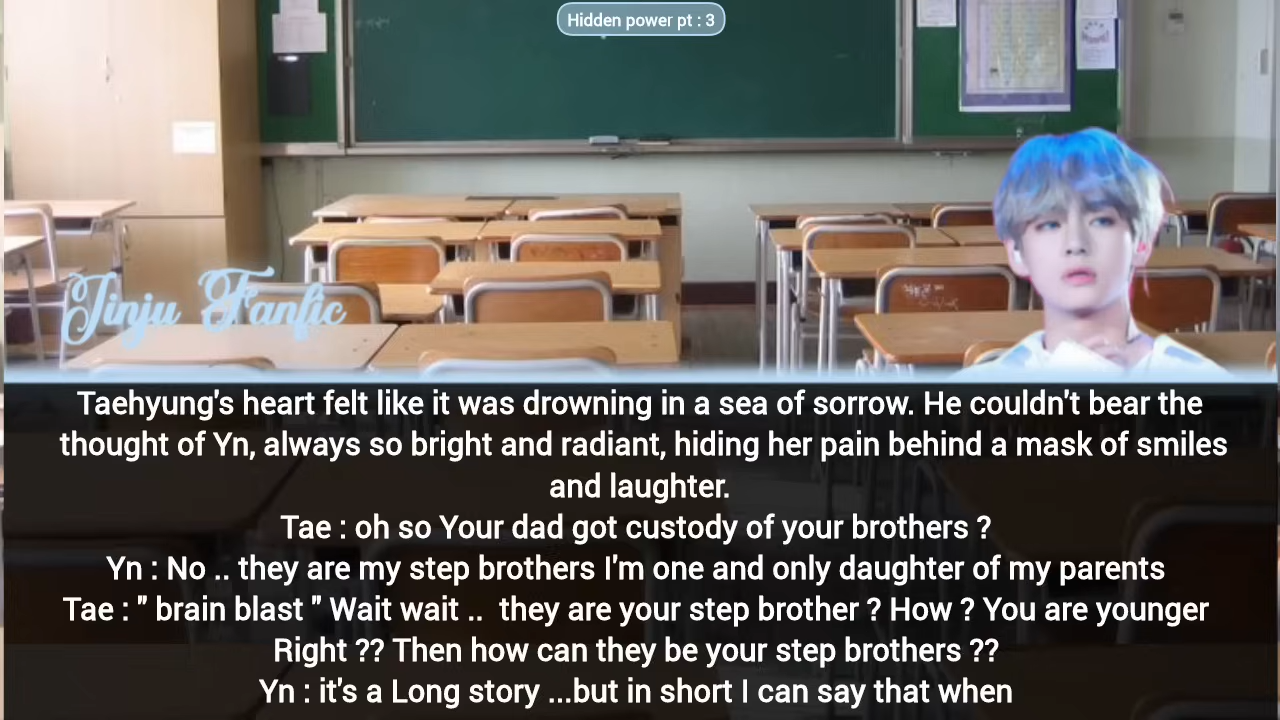 Hidden power pt : 3
Jinju Fanfic
Taehyung's heart felt like it was drowning in a sea of sorrow. He couldn't bear the
thought of Yn, always so bright and radiant, hiding her pain behind a mask of smiles
and laughter.
Tae : oh so Your dad got custody of your brothers ?
Yn : No .. they are my step brothers I'm one and only daughter of my parents
Tae : " brain blast " Wait wait .. they are your step brother ? How ? You are younger
Right ?? Then how can they be your step brothers ??
Yn : it's a Long story ...but in short I can say that when